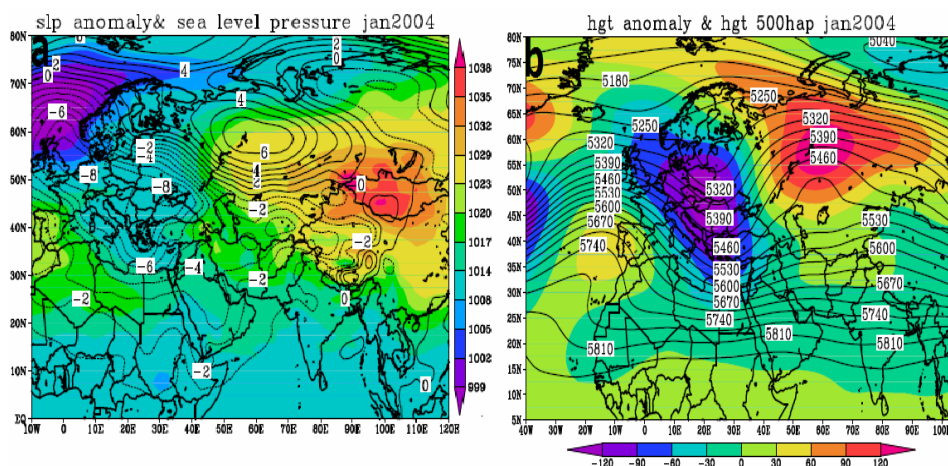 slp anomaly& sea level pressure jan2004
a
80N
70N
60N
50N
40N
30N
20N
10N
EQ
10W 0 10E 20E 30E 40E 50E 60E 70E 80E 90E 100E 110E 120E
2
0
-6
4
2
0
4
-2
-4
-8
-8
6
4
2
0
-2
-2
-6
-4
-2
0
-2
0
1038
1035
1032
1029
1026
1023
1020
1017
1014
1008
1005
1002
999
hgt anomaly & hgt 500hap jan2004
b
80N
75N
70N
65N
60N
55N
50N
45N
40N
35N
30N
25N
20N
15N
10N
5N
40W 30W 20W 10W 0 10E 20E 30E 40E 50E 60E 70E 80E 90E
5040
5180
5250
5250
5320
5390
5460
5530
5600
5670
5740
5320
5390
5460
5320
5390
5460
5530
5600
5670
5740
5530
5600
5670
5740
5810
5810
5810
-120 -90 -60 -30 0 30 60 90 120